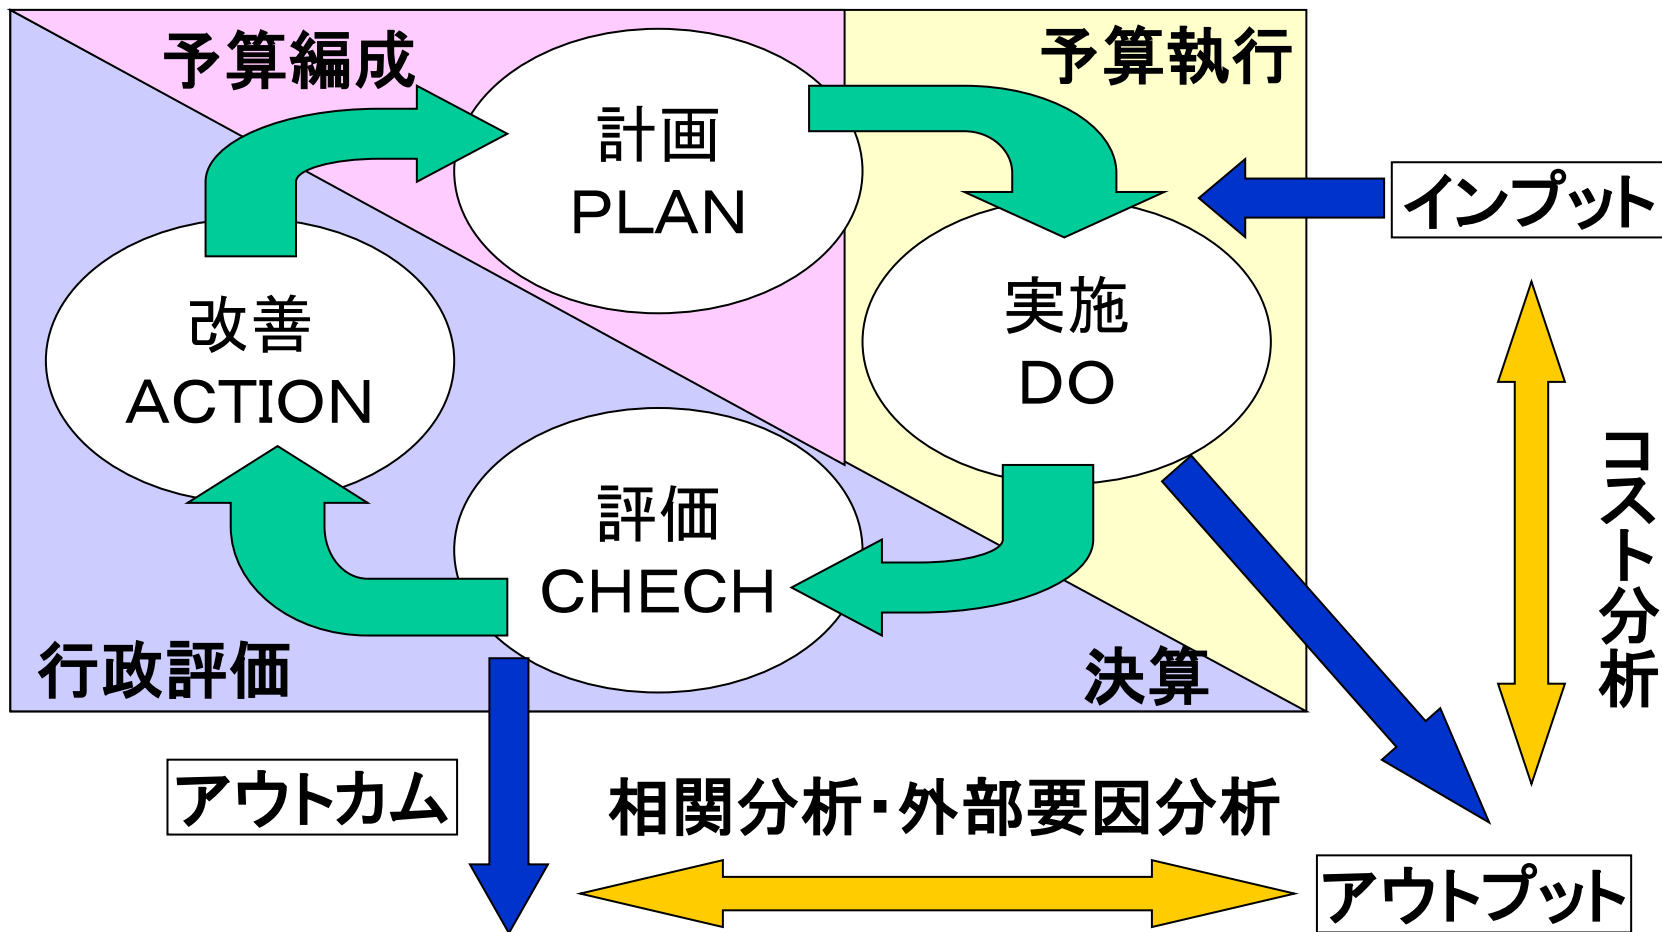 予算編成
予算執行
計画
PLAN
インプット
実施
DO
改善
ACTION
評価
CHECH
コスト分析
行政評価
決算
アウトカム
相関分析・外部要因分析
アウトプット